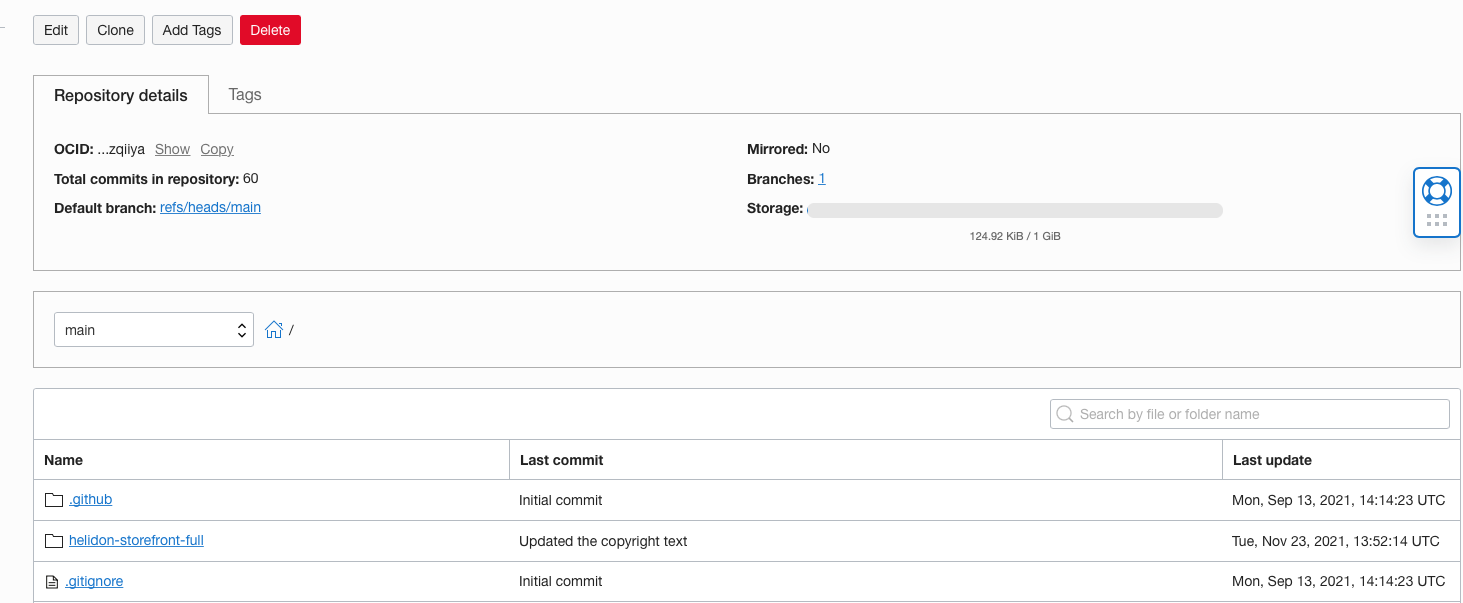 Edit Clone Add Tags Delete
Repository details Tags
OCID: ...zqiiya Show Copy
Total commits in repository: 60
Default branch: refs/heads/main
Mirrored: No
Branches: 1
Storage:
124.92 KiB / 1 GiB
main /
Search by file or folder name
Name Last commit Last update
.github Initial commit Mon, Sep 13, 2021, 14:14:23 UTC
helidon-storefront-full Updated the copyright text Tue, Nov 23, 2021, 13:52:14 UTC
.gitignore Initial commit Mon, Sep 13, 2021, 14:14:23 UTC